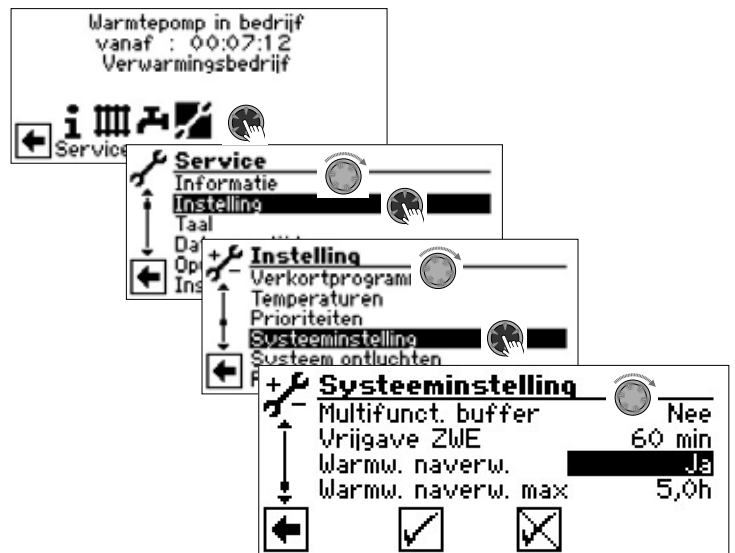 Warmtepomp in bedrijf
vanaf : 00:07:12
Verwarmingsbedrijf
Service
Service
Informatie
Instelling
Taal
Instelling
Temperaturen
Prioriteiten
Systeeminstelling
Systeem ontluchten
Systeeminstelling
Multifunct. buffer Nee
Vrijgave ZWE 60 min
Warmw. naverw. Ja
Warmw. naverw. max 5,0h